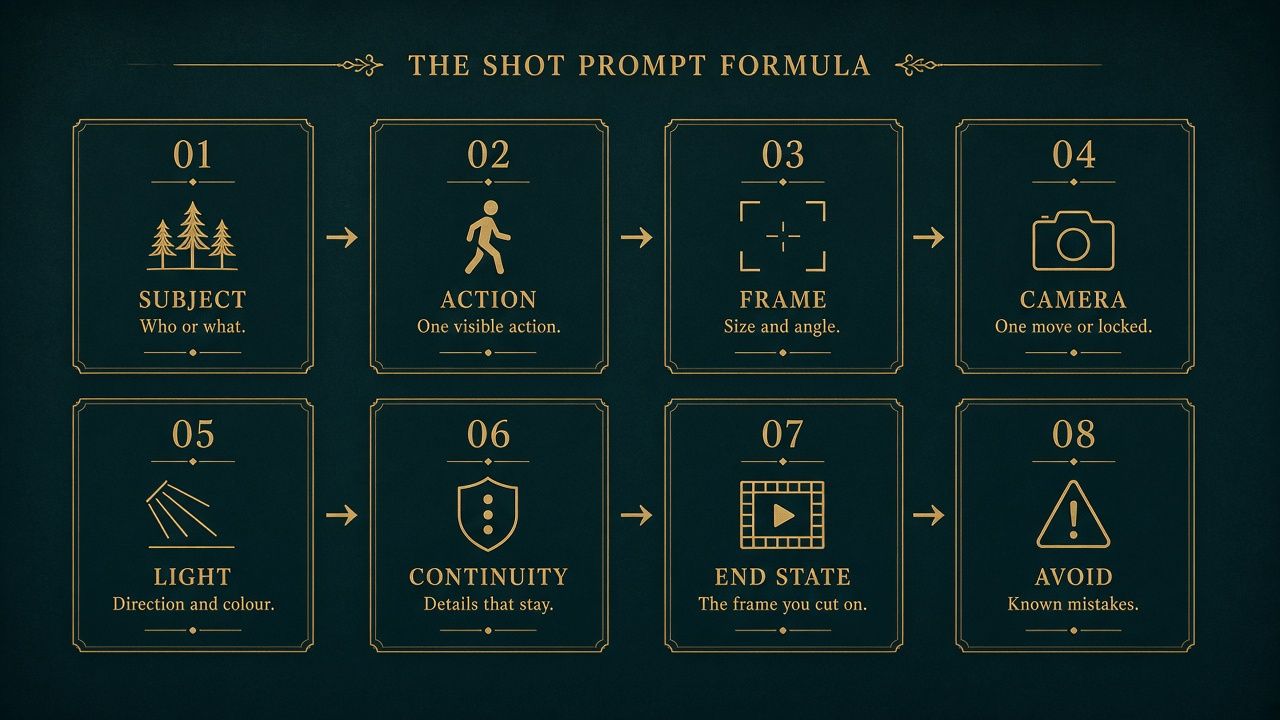 THE SHOT PROMPT FORMULA
01
SUBJECT
Who or what.
02
ACTION
One visible action.
03
FRAME
Size and angle.
04
CAMERA
One move or locked.
05
LIGHT
Direction and colour.
06
CONTINUITY
Details that stay.
07
END STATE
The frame you cut on.
08
AVOID
Known mistakes.